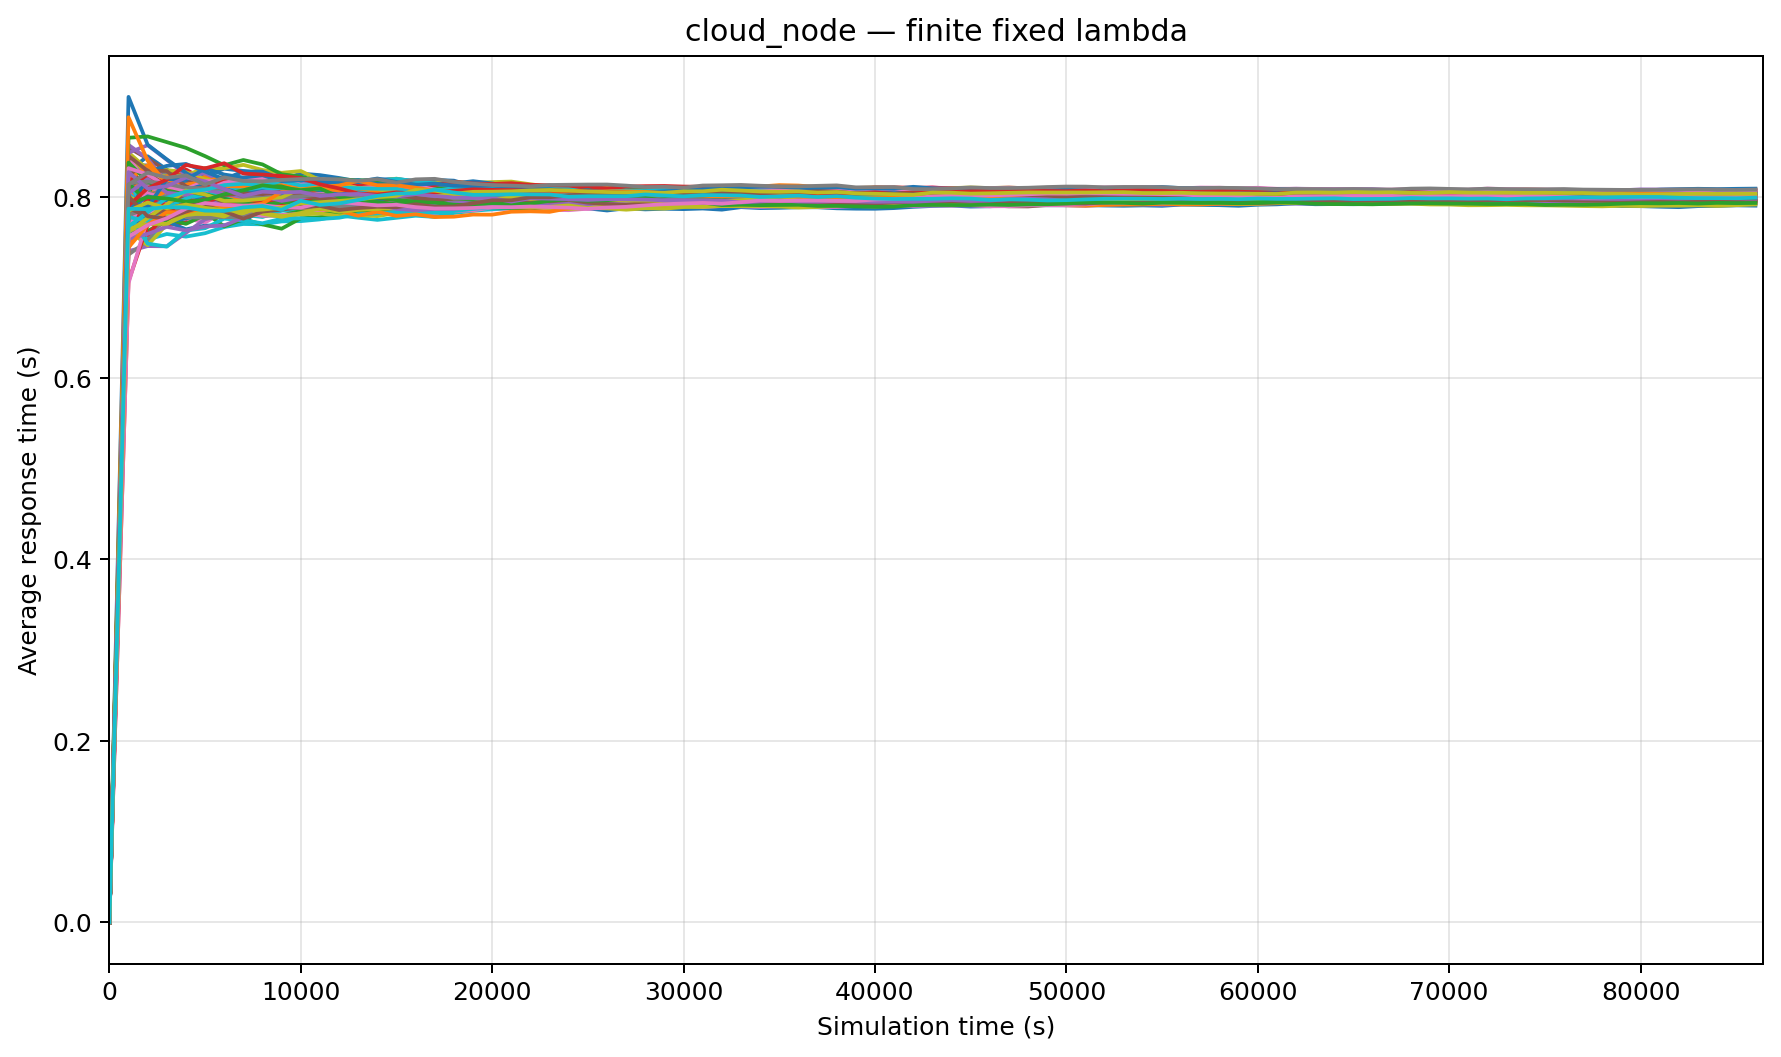 cloud_node — finite fixed lambda
Average response time (s)
0.8
0.6
0.4
0.2
0.0
0 10000 20000 30000 40000 50000 60000 70000 80000
Simulation time (s)